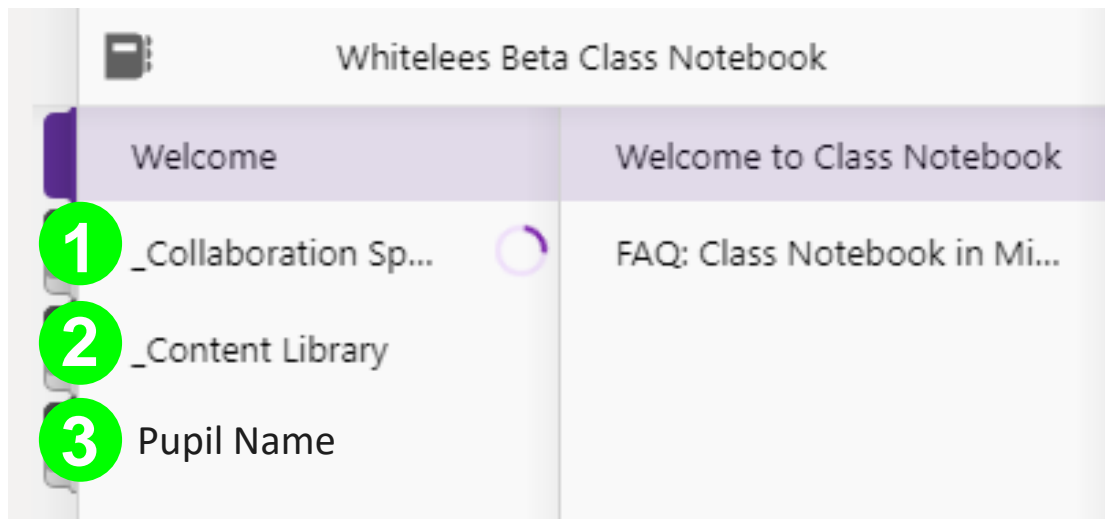 Whitelees Beta Class Notebook
Welcome
Welcome to Class Notebook
1 _Collaboration Sp...
FAQ: Class Notebook in Mi...
2 _Content Library
3 Pupil Name